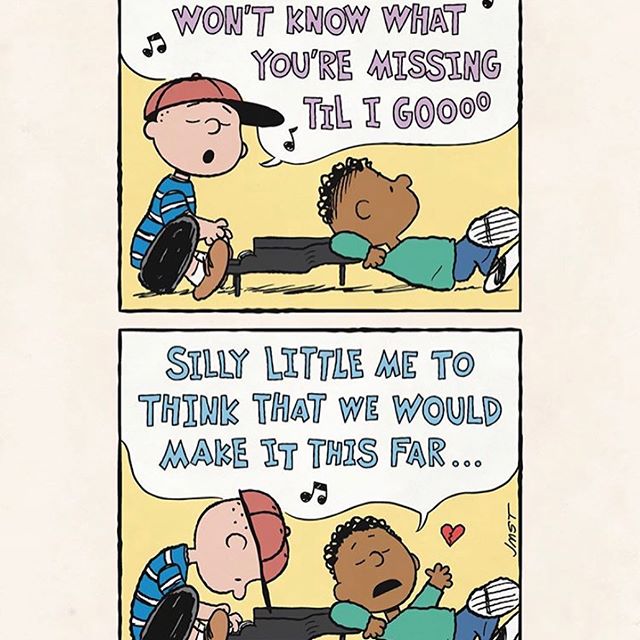 WON'T KNOW WHAT
YOU'RE MISSING
TIL I GOOOO
SILLY LITTLE ME TO
THINK THAT WE WOULD
MAKE IT THIS FAR...
JMST